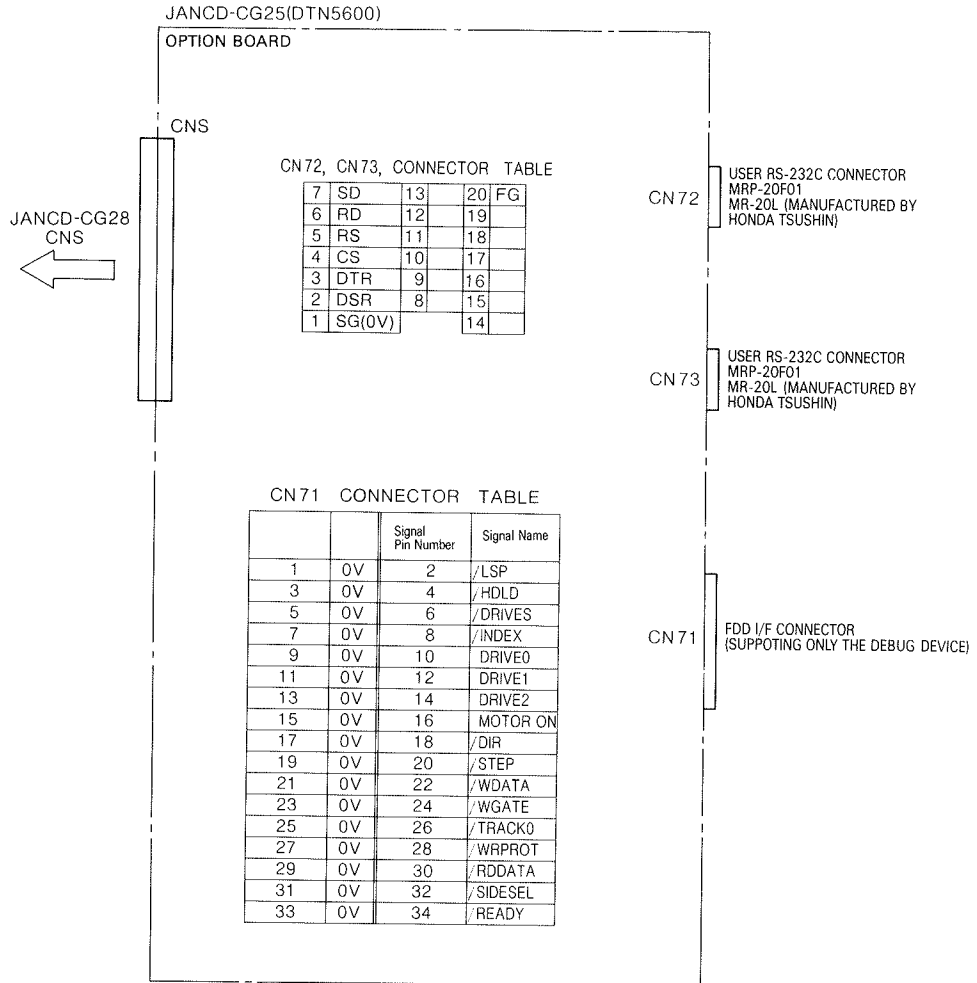 JANCD-CG25(DTN5600)
OPTION BOARD
CNS
JANCD-CG28
CNS
CN72, CN73, CONNECTOR TABLE
7 SD 13 20 FG
6 RD 12 19
5 RS 11 18
4 CS 10 17
3 DTR 9 16
2 DSR 8 15
1 SG(0V) 14
CN72
USER RS-232C CONNECTOR
MRP-20F01
MR-20L (MANUFACTURED BY
HONDA TSUSHIN)
CN73
USER RS-232C CONNECTOR
MRP-20F01
MR-20L (MANUFACTURED BY
HONDA TSUSHIN)
CN71 CONNECTOR TABLE
Signal
Pin Number
Signal Name
1 0V 2 /LSP
3 0V 4 /HDLD
5 0V 6 /DRIVES
7 0V 8 /INDEX
9 0V 10 DRIVE0
11 0V 12 DRIVE1
13 0V 14 DRIVE2
15 0V 16 MOTOR ON
17 0V 18 /DIR
19 0V 20 /STEP
21 0V 22 /WDATA
23 0V 24 /WGATE
25 0V 26 /TRACK0
27 0V 28 /WRPROT
29 0V 30 /RDDATA
31 0V 32 /SIDESEL
33 0V 34 /READY
CN71
FDD I/F CONNECTOR
(SUPPOTING ONLY THE DEBUG DEVICE)